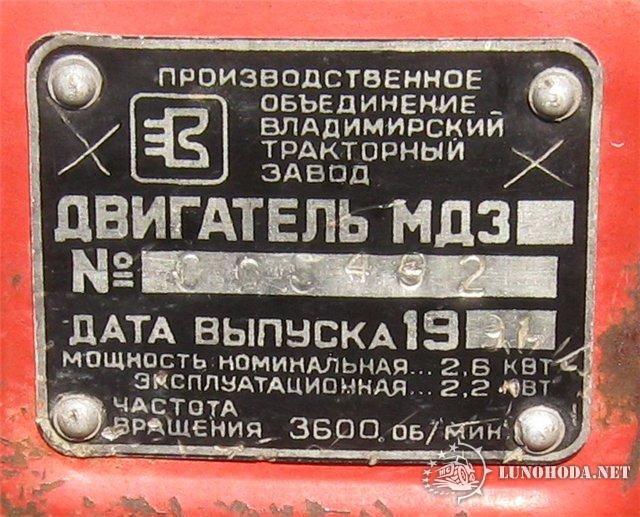 ПРОИЗВОДСТВЕННОЕ
ОБЪЕДИНЕНИЕ
ВЛАДИМИРСКИЙ
ТРАКТОРНЫЙ
ЗАВОД
ДВИГАТЕЛЬ МД3
№
ДАТА ВЫПУСКА 19
МОЩНОСТЬ НОМИНАЛЬНАЯ... 2,6 КВТ
ЭКСПЛУАТАЦИОННАЯ... 2,2 КВТ
ЧАСТОТА
ВРАЩЕНИЯ 3600 ОБ/МИН
LUNOHODA.NET